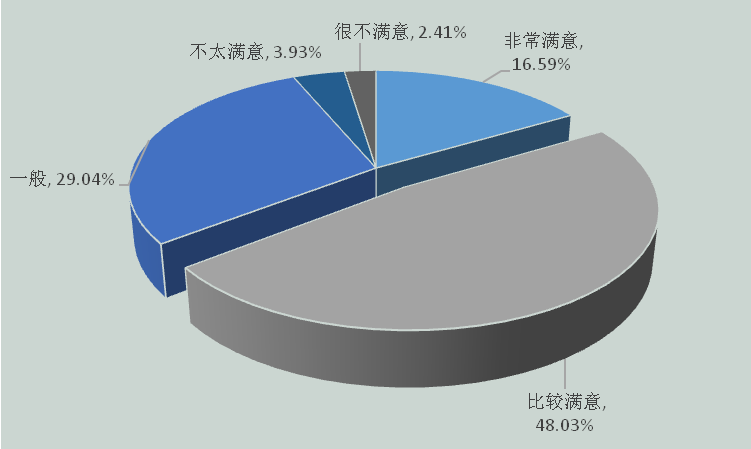 很不满意, 2.41%
不太满意, 3.93%
非常满意,
16.59%
一般, 29.04%
比较满意,
48.03%